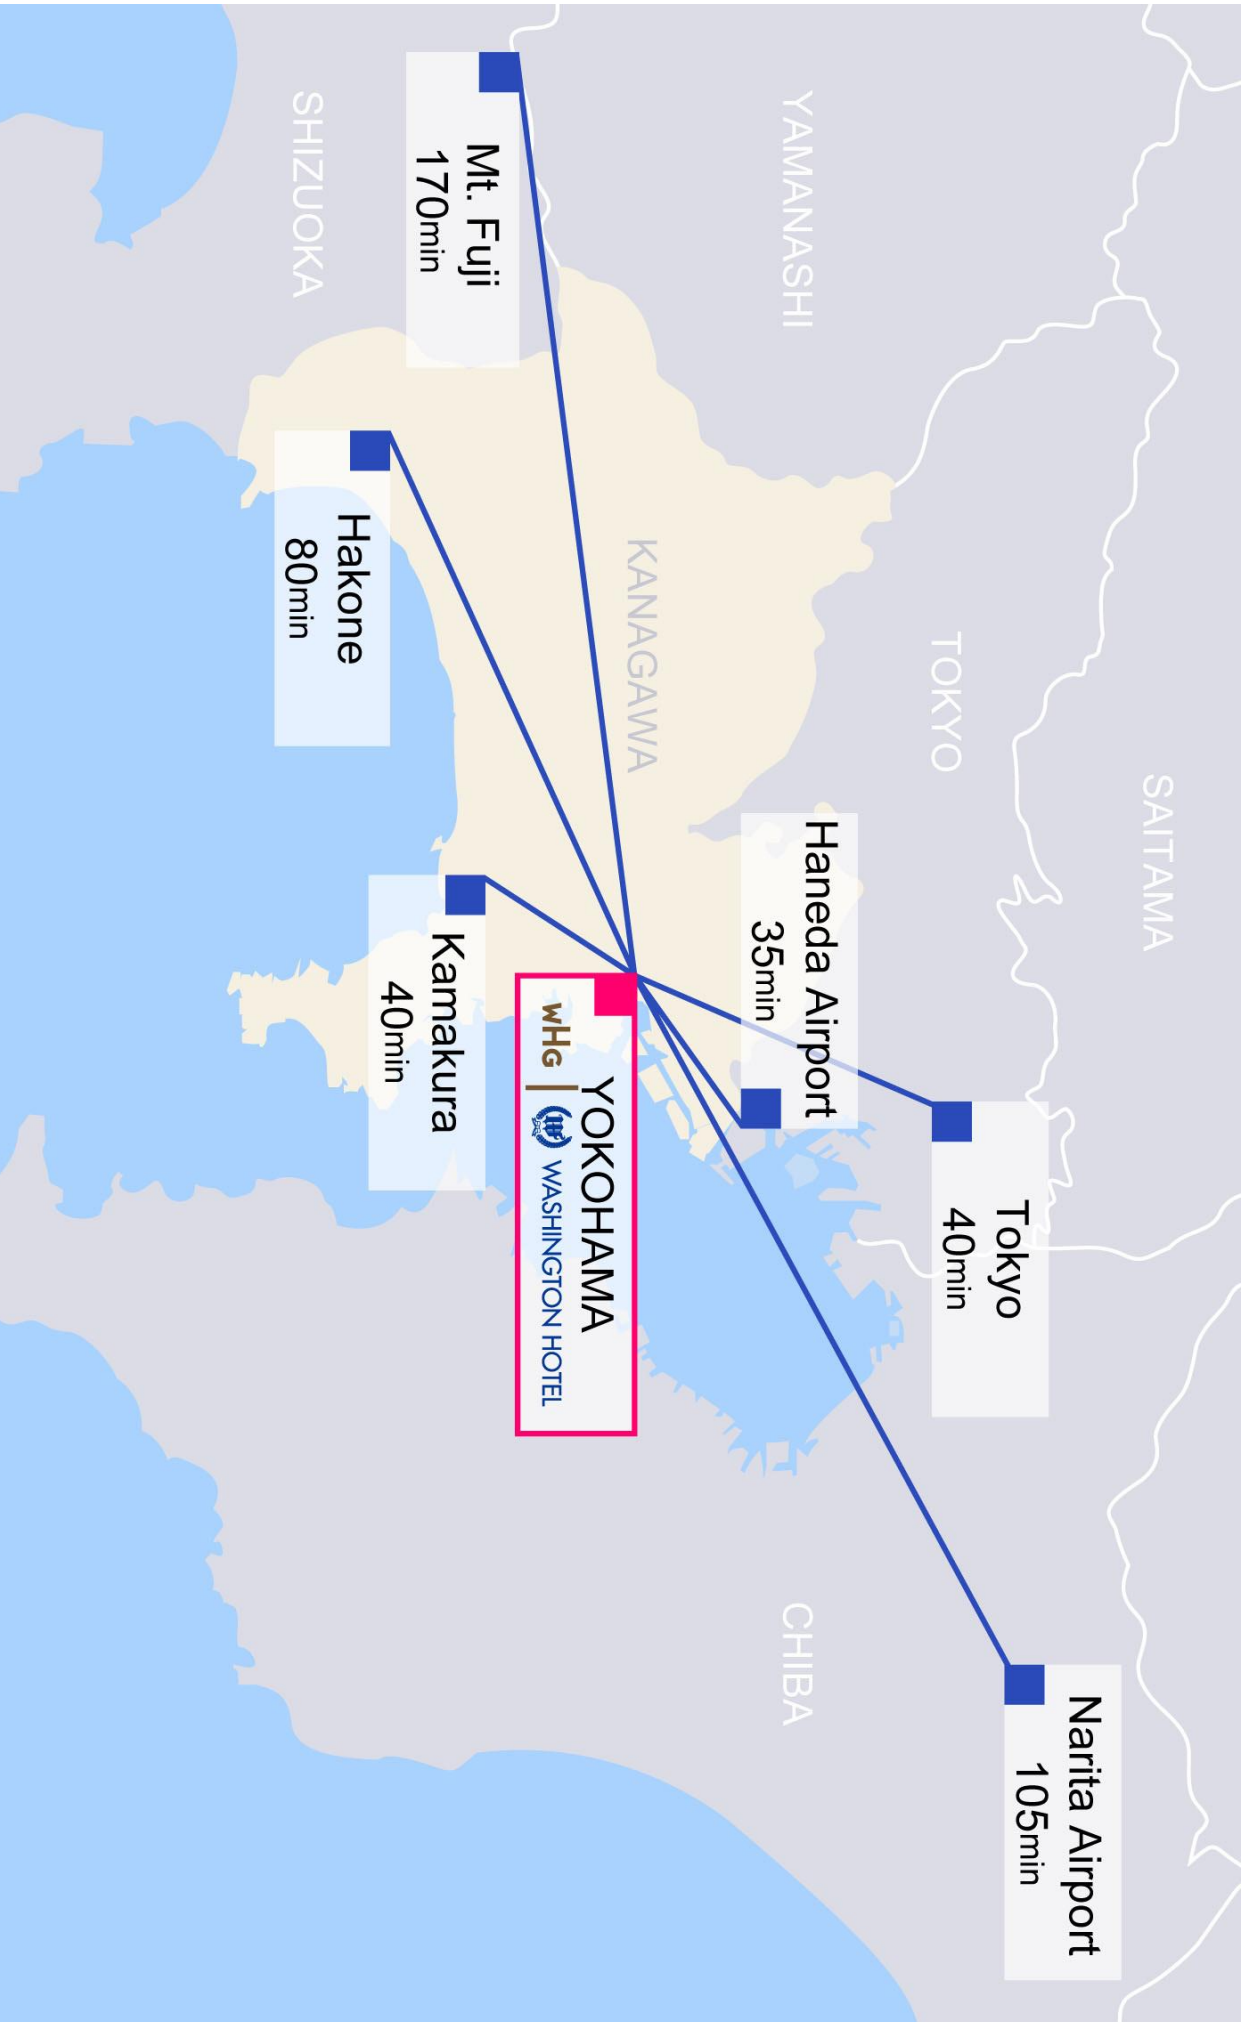 SAITAMA
Narita Airport
105min
Tokyo
40min
TOKYO
YAMANASHI
Haneda Airport
35min
CHIBA
KANAGAWA
YOKOHAMA
WHG WASHINGTON HOTEL
Mt. Fuji
170min
Kamakura
40min
Hakone
80min
SHIZUOKA